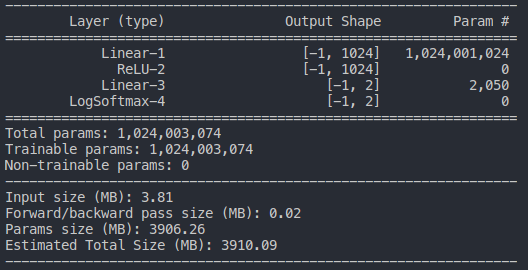 ----------------------------------------------------------------
Layer (type) Output Shape Param #
================================================================
Linear-1 [-1, 1024] 1,024,001,024
ReLU-2 [-1, 1024] 0
Linear-3 [-1, 2] 2,050
LogSoftmax-4 [-1, 2] 0
================================================================
Total params: 1,024,003,074
Trainable params: 1,024,003,074
Non-trainable params: 0
----------------------------------------------------------------
Input size (MB): 3.81
Forward/backward pass size (MB): 0.02
Params size (MB): 3906.26
Estimated Total Size (MB): 3910.09
----------------------------------------------------------------